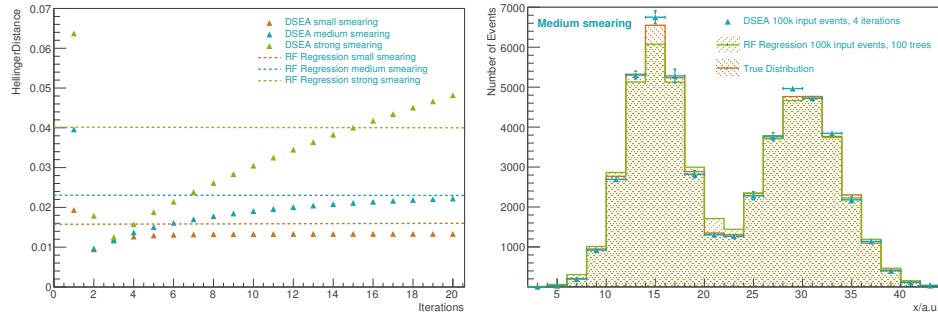 HellingerDistance
0.07
0.06
0.05
0.04
0.03
0.02
0.01
0
DSEA small smearing
DSEA medium smearing
DSEA strong smearing
RF Regression small smearing
RF Regression medium smearing
RF Regression strong smearing
0 2 4 6 8 10 12 14 16 18 20
Iterations
Number of Events
7000
6000
5000
4000
3000
2000
1000
Medium smearing
DSEA 100k input events, 4 iterations
RF Regression 100k input events, 100 trees
True Distribution
5 10 15 20 25 30 35 40
x/a.u